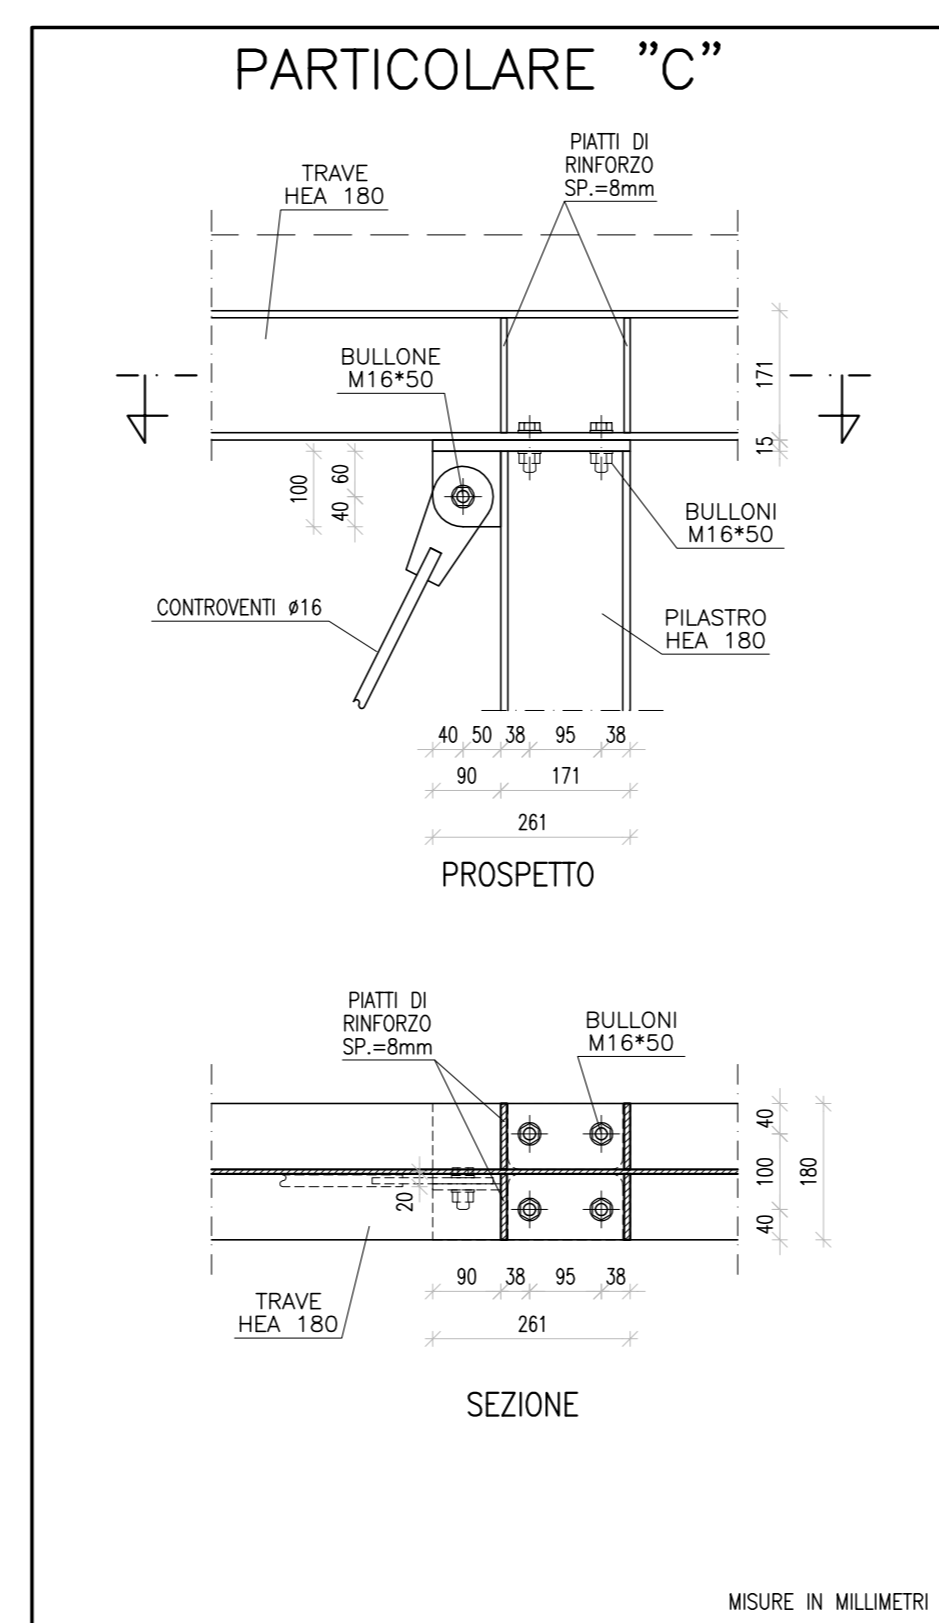 PARTICOLARE "C"
PIATTI DI
RINFORZO
SP.=8mm
TRAVE
HEA 180
BULLONE
M16*50
171
15
100
60
40
BULLONI
M16*50
CONTROVENTI ø16
PILASTRO
HEA 180
40 50 38 95 38
90 171
261
PROSPETTO
PIATTI DI
RINFORZO
SP.=8mm
BULLONI
M16*50
40
100
180
40
20
90 38 95 38
TRAVE
HEA 180
261
SEZIONE
MISURE IN MILLIMETRI